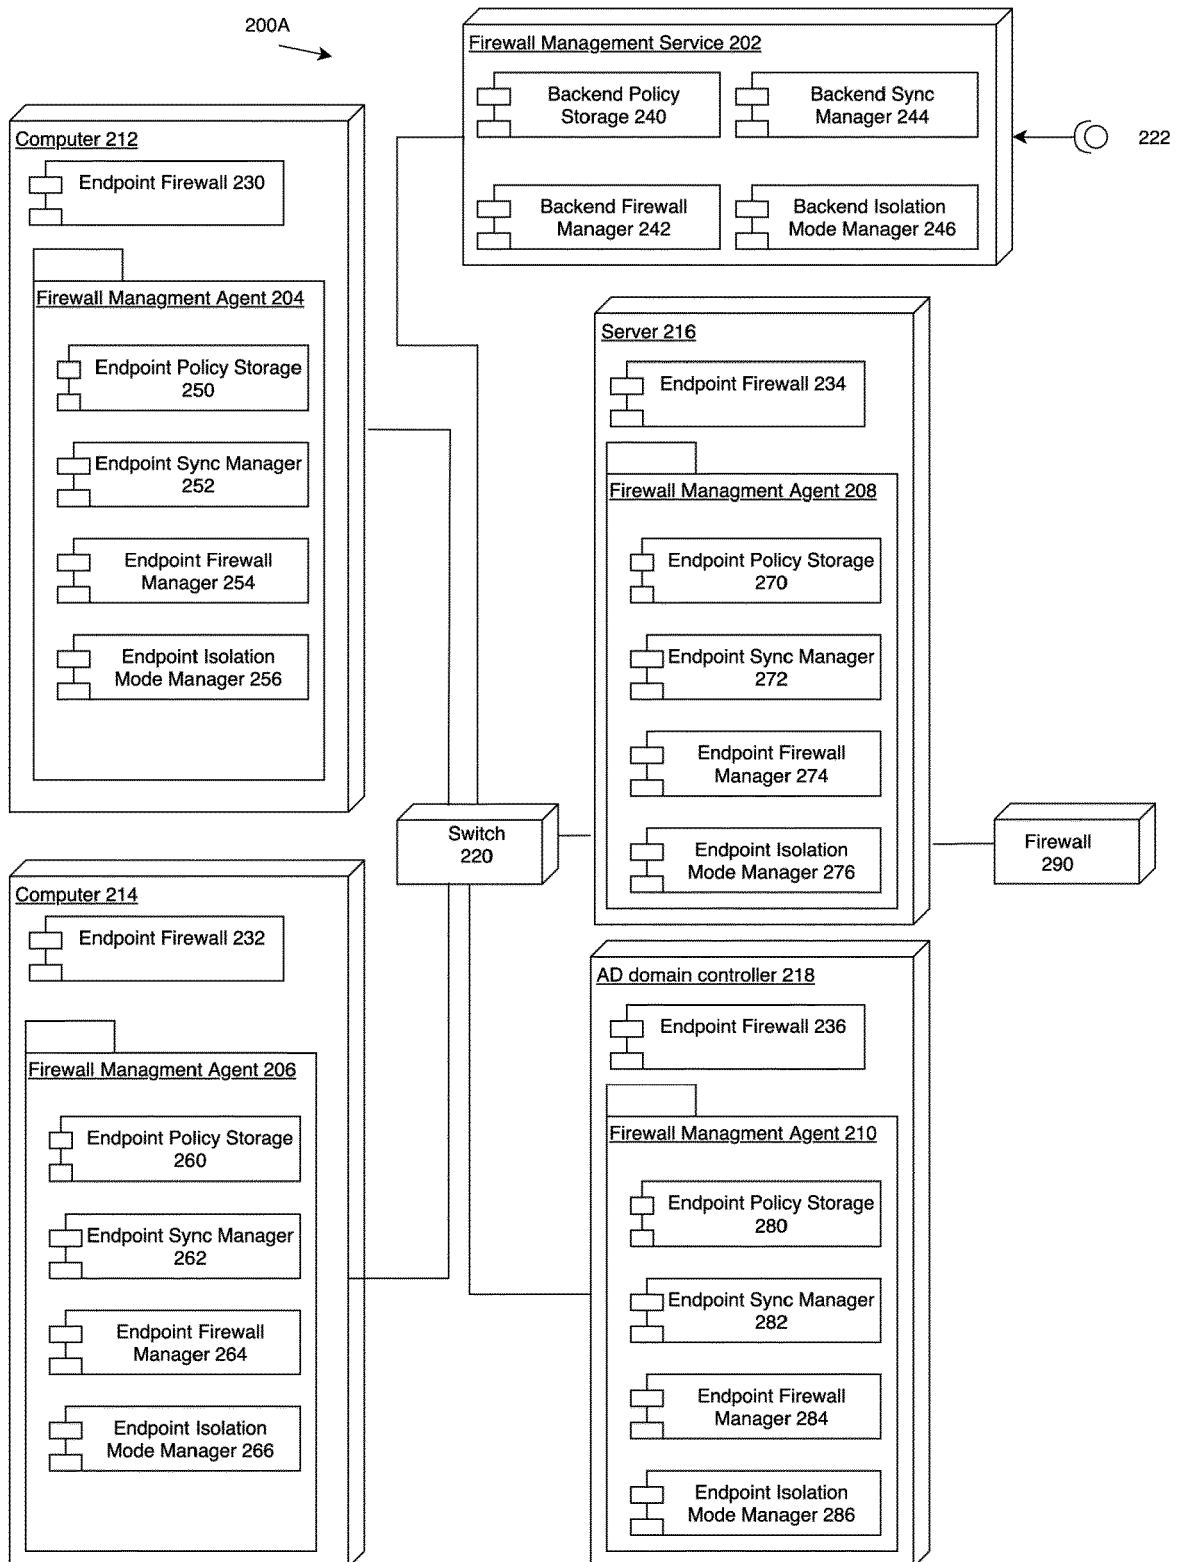 200A
Firewall Management Service 202
Backend Policy
Storage 240
Backend Sync
Manager 244
Backend Firewall
Manager 242
Backend Isolation
Mode Manager 246
222
Computer 212
Endpoint Firewall 230
Firewall Managment Agent 204
Endpoint Policy Storage
250
Endpoint Sync Manager
252
Endpoint Firewall
Manager 254
Endpoint Isolation
Mode Manager 256
Server 216
Endpoint Firewall 234
Firewall Managment Agent 208
Endpoint Policy Storage
270
Endpoint Sync Manager
272
Endpoint Firewall
Manager 274
Endpoint Isolation
Mode Manager 276
Switch
220
Firewall
290
Computer 214
Endpoint Firewall 232
Firewall Managment Agent 206
Endpoint Policy Storage
260
Endpoint Sync Manager
262
Endpoint Firewall
Manager 264
Endpoint Isolation
Mode Manager 266
AD domain controller 218
Endpoint Firewall 236
Firewall Managment Agent 210
Endpoint Policy Storage
280
Endpoint Sync Manager
282
Endpoint Firewall
Manager 284
Endpoint Isolation
Mode Manager 286